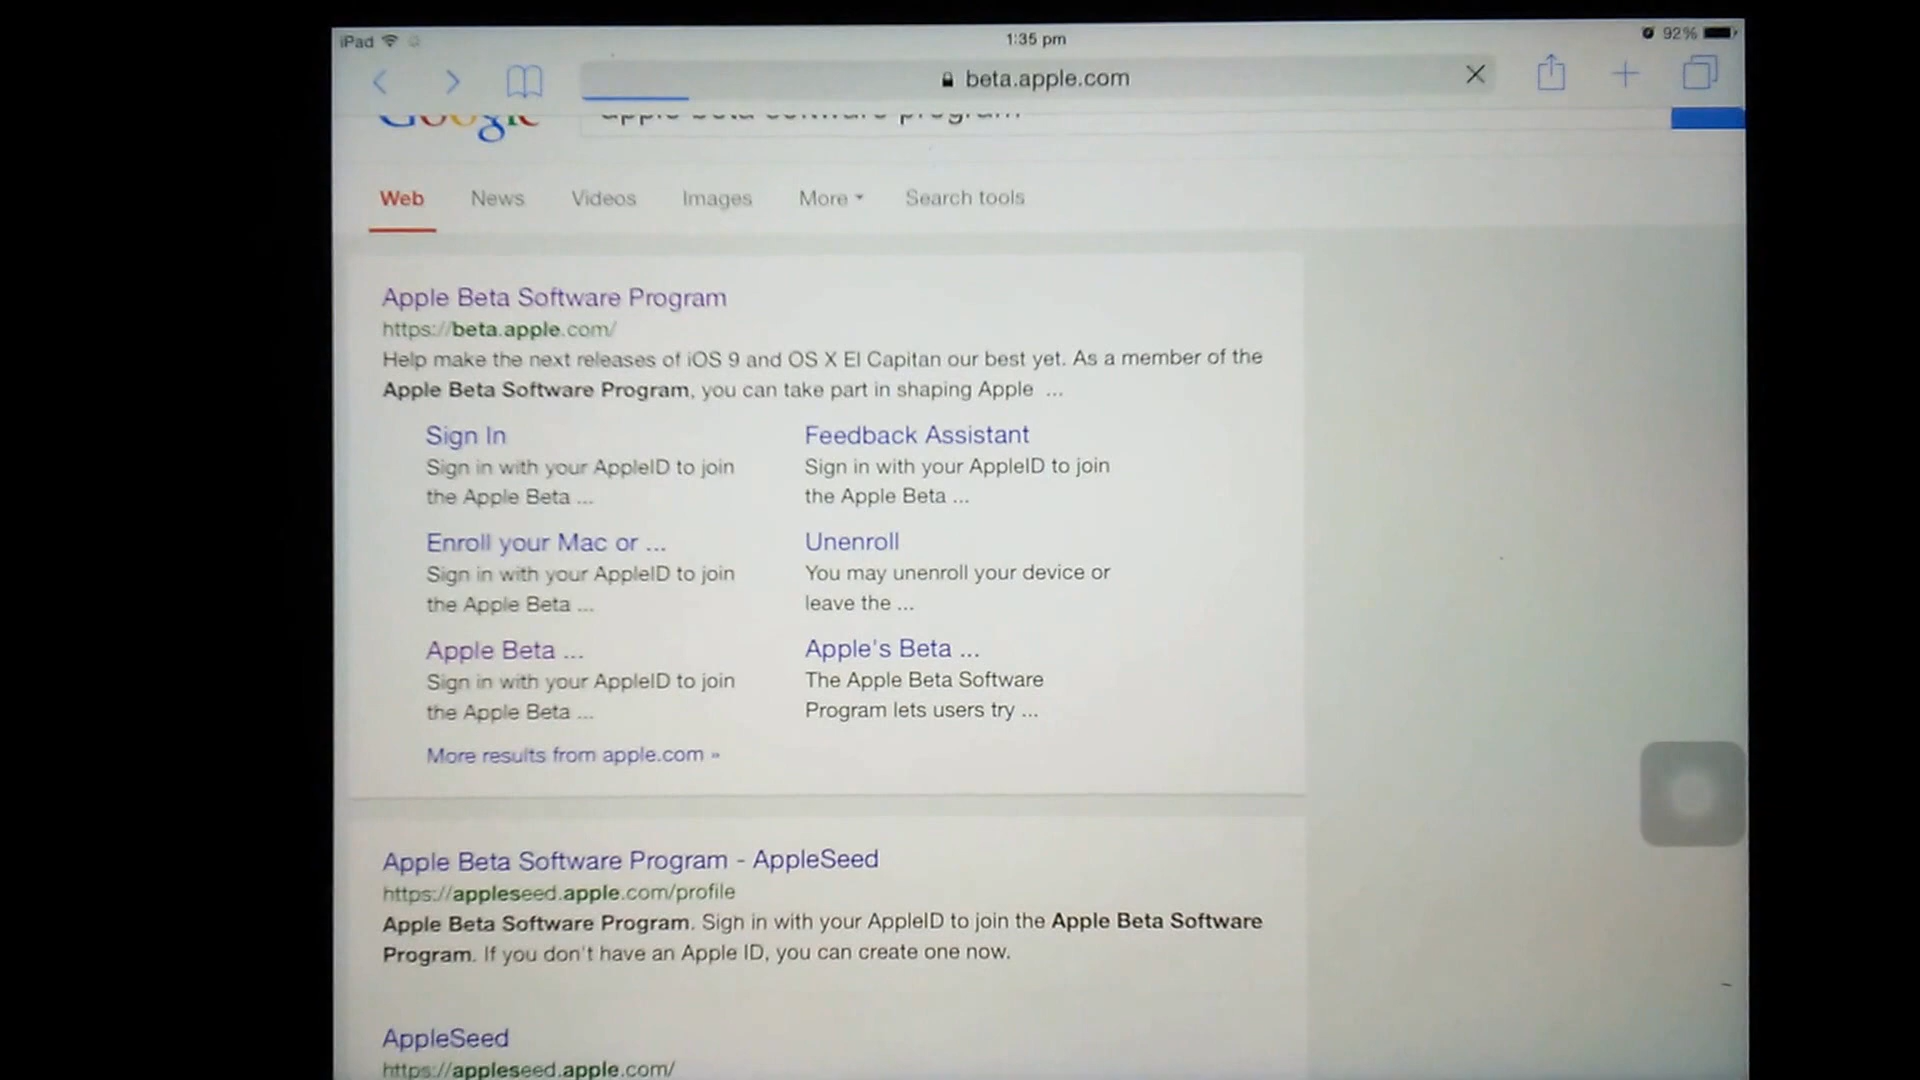 iPad
1:35 pm
92%
beta.apple.com
Google
apple beta software program
Web News Videos Images More Search tools
Apple Beta Software Program
https://beta.apple.com/
Help make the next releases of iOS 9 and OS X El Capitan our best yet. As a member of the
Apple Beta Software Program, you can take part in shaping Apple ...
Sign In
Sign in with your AppleID to join
the Apple Beta ...
Feedback Assistant
Sign in with your AppleID to join
the Apple Beta ...
Enroll your Mac or ...
Sign in with your AppleID to join
the Apple Beta ...
Unenroll
You may unenroll your device or
leave the ...
Apple Beta ...
Sign in with your AppleID to join
the Apple Beta ...
Apple's Beta ...
The Apple Beta Software
Program lets users try ...
More results from apple.com »
Apple Beta Software Program - AppleSeed
https://appleseed.apple.com/profile
Apple Beta Software Program. Sign in with your AppleID to join the Apple Beta Software
Program. If you don't have an Apple ID, you can create one now.
AppleSeed
https://appleseed.apple.com/